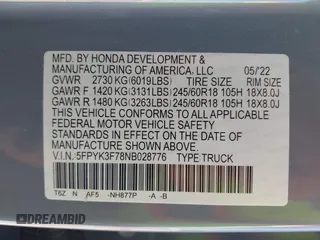 MFD. BY HONDA DEVELOPMENT &
MANUFACTURING OF AMERICA, LLC 05/'22
GVWR 2730 KG(6019LBS) TIRE SIZE RIM SIZE
GAWR F 1420 KG(3131LBS)245/60R18 105H 18X8.0J
GAWR R 1480 KG(3263LBS)245/60R18 105H 18X8.0J
THIS VEHICLE CONFORMS TO ALL APPLICABLE
FEDERAL MOTOR VEHICLE SAFETY STANDARDS IN
EFFECT ON THE DATE OF MANUFACTURE SHOWN
ABOVE.
V.I.N. 5FPYK3F78NB028776 TYPE TRUCK
T6Z N AF5 -NH877P -A -B
DREAMBID
DREAMBID.COM